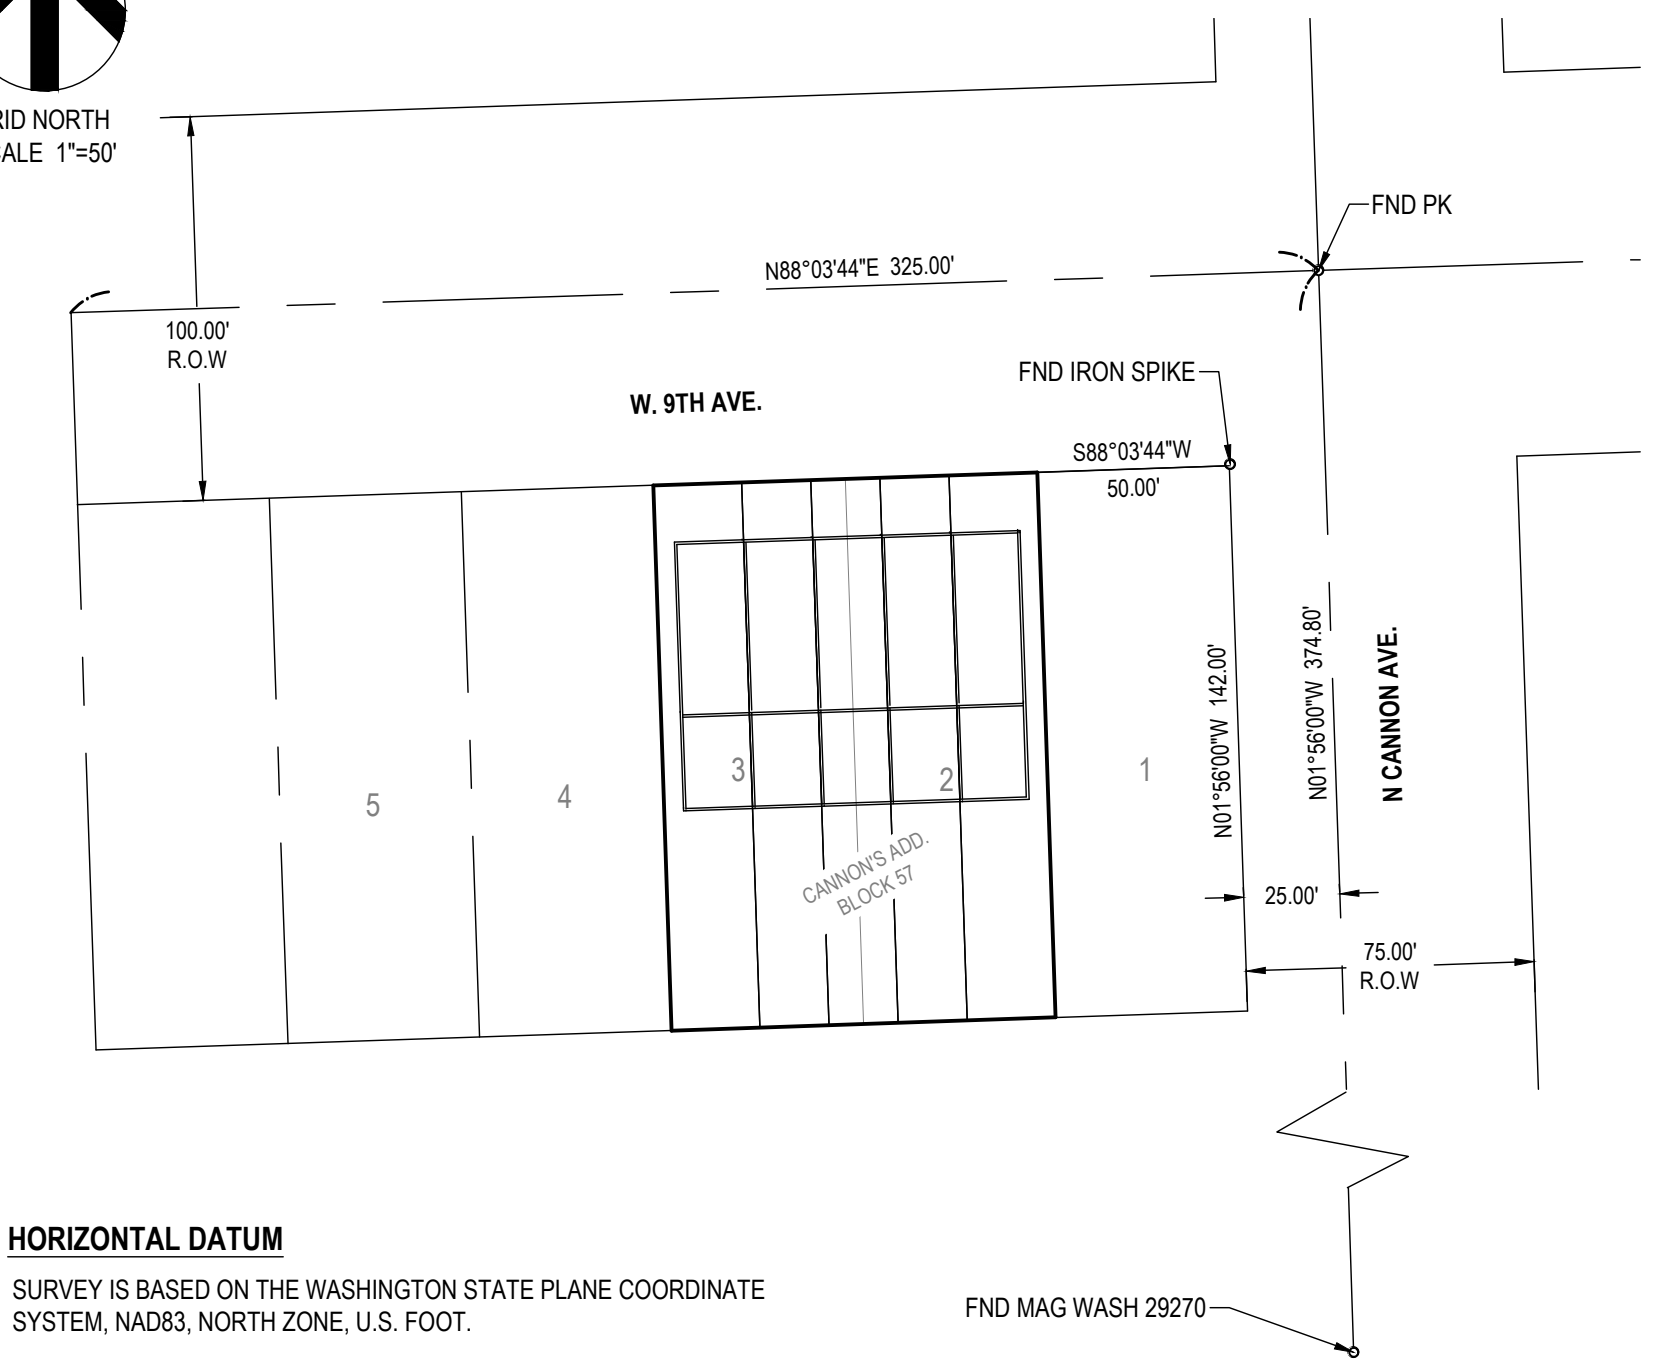 RID NORTH
ALE 1"=50'
FND PK
N88°03'44"E 325.00'
100.00'
R.O.W
FND IRON SPIKE
W. 9TH AVE.
S88°03'44"W
50.00'
N01°56'00"W 142.00'
N01°56'00"W 374.80'
N CANNON AVE.
5
4
3
2
1
CANNON'S ADD.
BLOCK 57
25.00'
75.00'
R.O.W
HORIZONTAL DATUM
SURVEY IS BASED ON THE WASHINGTON STATE PLANE COORDINATE
SYSTEM, NAD83, NORTH ZONE, U.S. FOOT.
FND MAG WASH 29270